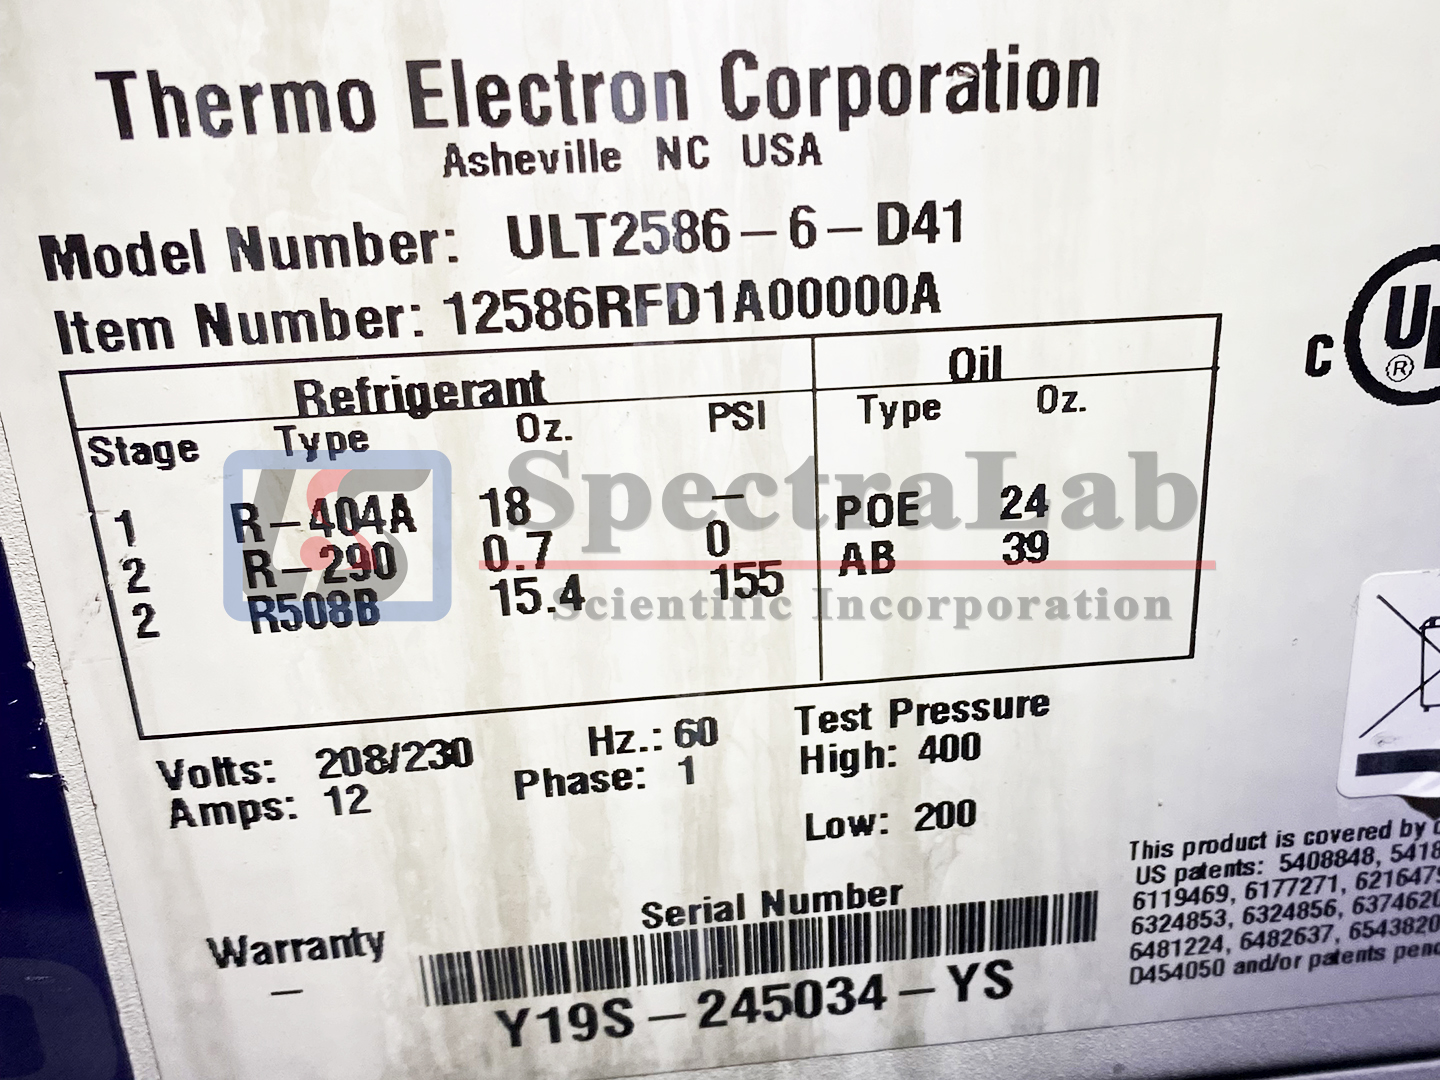 Thermo Electron Corporation
Asheville NC USA
Model Number: ULT2586-6-D41
Item Number: 12586RFD1A00000A
Refrigerant Oil
Stage Type Oz. PSI Type Oz.
1 R-404A 18 – POE 24
2 R-290 0.7 0 AB 39
2 R508B 15.4 155
SpectraLab
Scientific Incorporation
C U ®
Volts: 208/230 Hz.: 60 Test Pressure
Amps: 12 Phase: 1 High: 400
Low: 200
This product is covered by
US patents: 5408848,
6119469, 6177271,
6324853, 6324856,
6481224, 6482637,
D454050 and/or patents
Serial Number
Warranty
–
Y19S-245034-YS